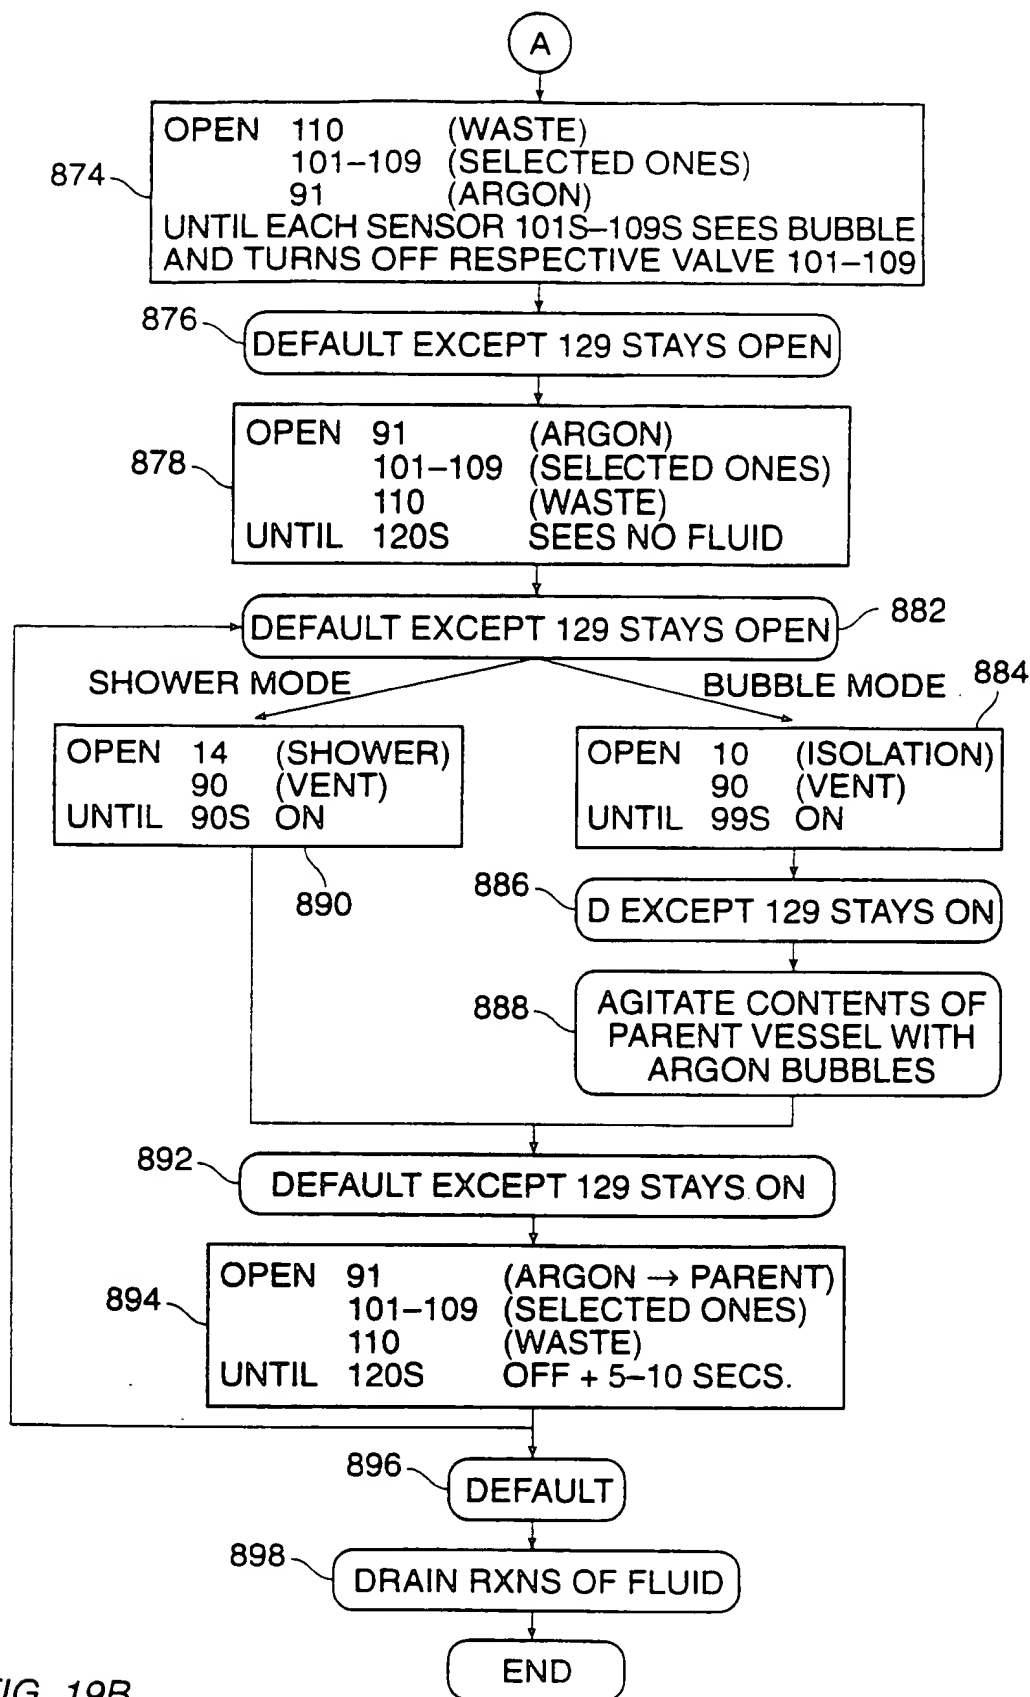 A
874
OPEN 110 (WASTE)
101–109 (SELECTED ONES)
91 (ARGON)
UNTIL EACH SENSOR 101S–109S SEES BUBBLE
AND TURNS OFF RESPECTIVE VALVE 101–109
876
DEFAULT EXCEPT 129 STAYS OPEN
878
OPEN 91 (ARGON)
101–109 (SELECTED ONES)
110 (WASTE)
UNTIL 120S SEES NO FLUID
DEFAULT EXCEPT 129 STAYS OPEN
882
SHOWER MODE
BUBBLE MODE
884
OPEN 14 (SHOWER)
90 (VENT)
UNTIL 90S ON
890
OPEN 10 (ISOLATION)
90 (VENT)
UNTIL 99S ON
886
D EXCEPT 129 STAYS ON
888
AGITATE CONTENTS OF
PARENT VESSEL WITH
ARGON BUBBLES
892
DEFAULT EXCEPT 129 STAYS ON
894
OPEN 91 (ARGON → PARENT)
101–109 (SELECTED ONES)
110 (WASTE)
UNTIL 120S OFF + 5–10 SECS.
896
DEFAULT
898
DRAIN RXNS OF FLUID
END
FIG. 19B